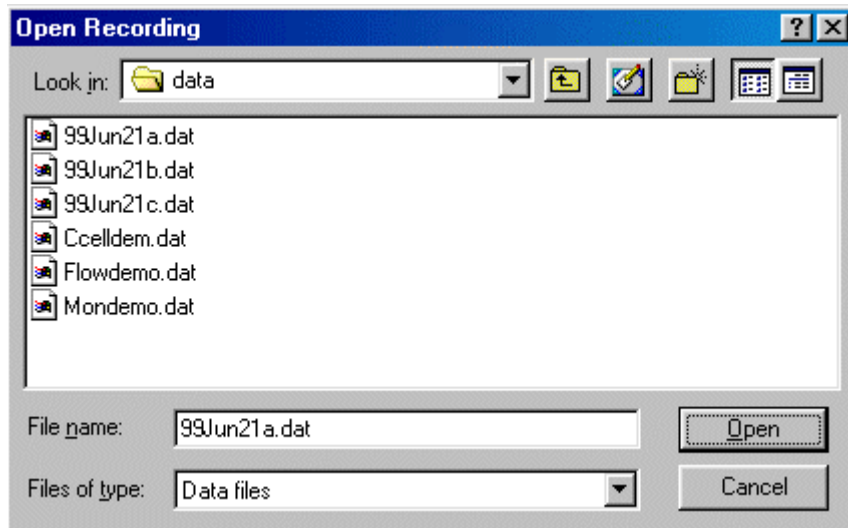 Open Recording
Look in: data
99Jun21a.dat
99Jun21b.dat
99Jun21c.dat
Ccelldem.dat
Flowdemo.dat
Mondemo.dat
File name: 99Jun21a.dat Open
Files of type: Data files Cancel